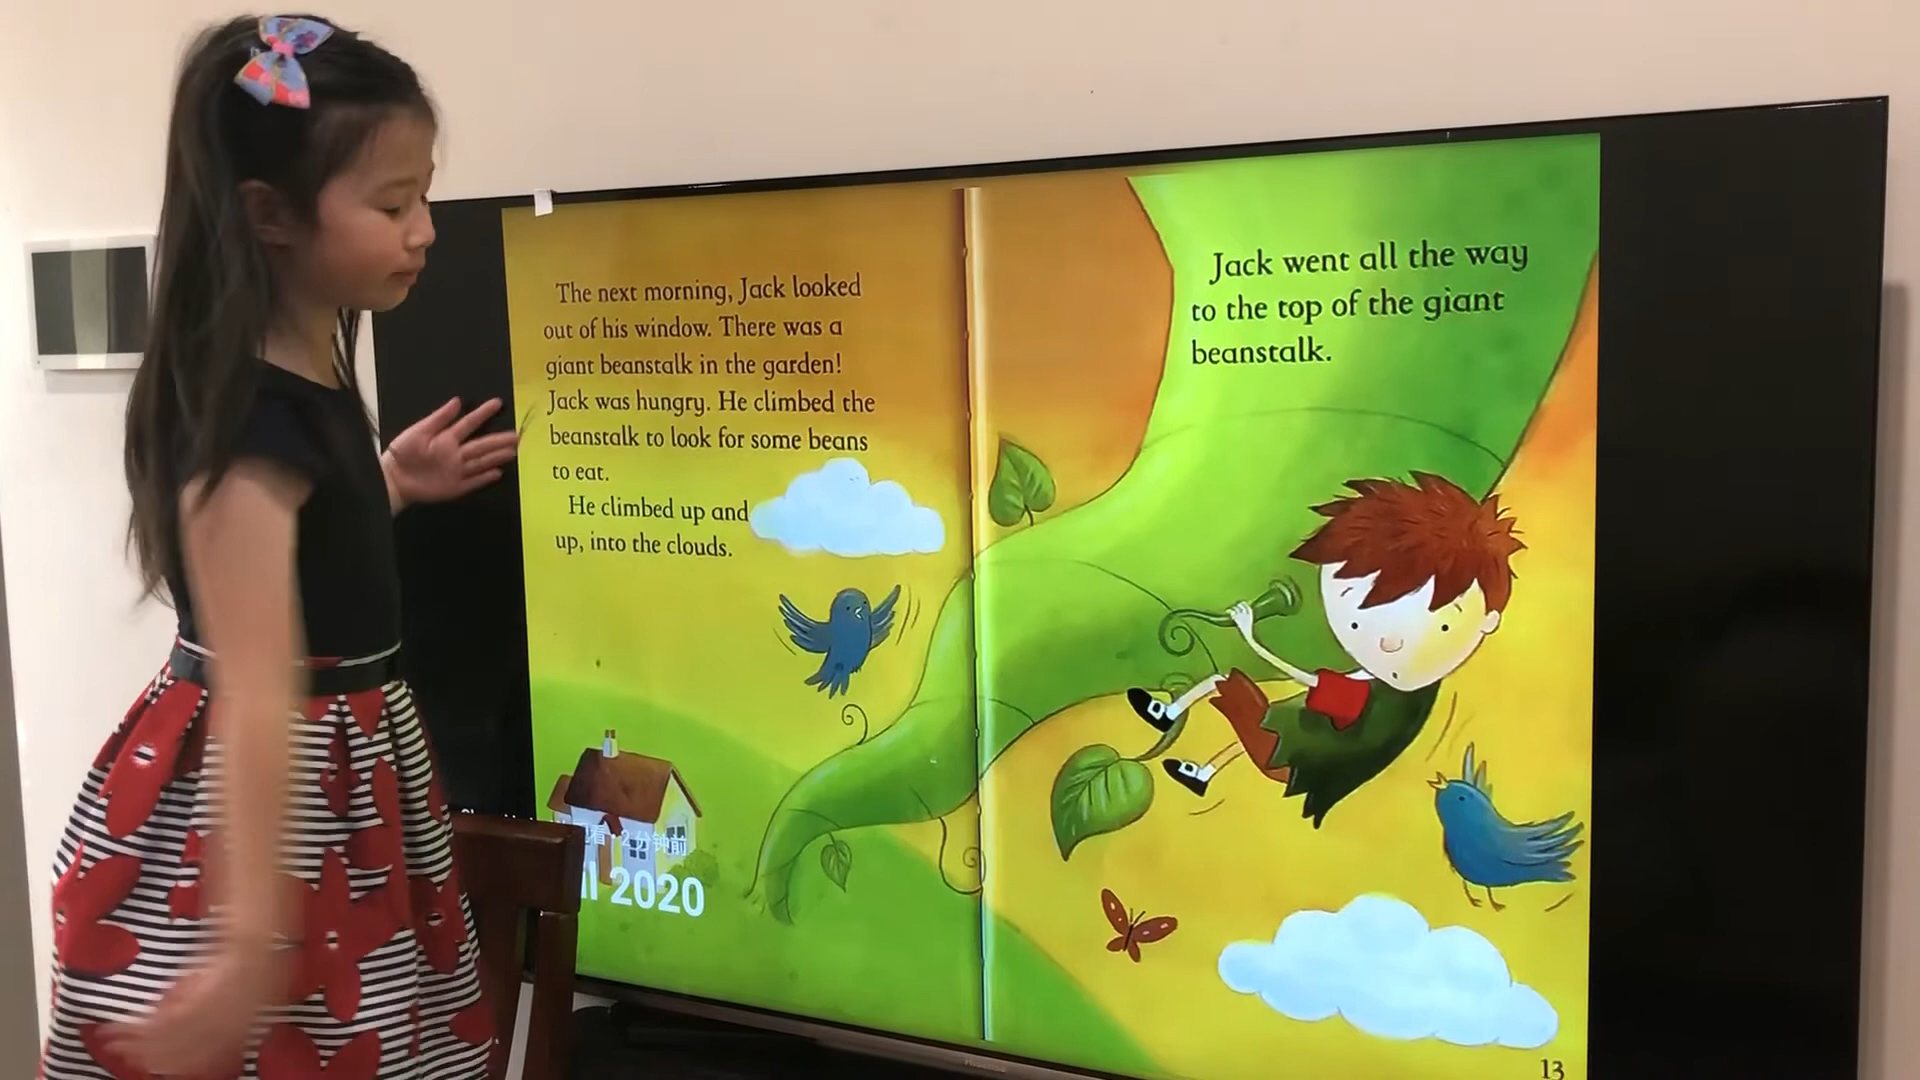 The next morning, Jack looked
out of his window. There was a
giant beanstalk in the garden!
Jack was hungry. He climbed the
beanstalk to look for some beans
to eat.
He climbed up and
up, into the clouds.
Jack went all the way
to the top of the giant
beanstalk.
看 · 2 分钟前
il 2020
13